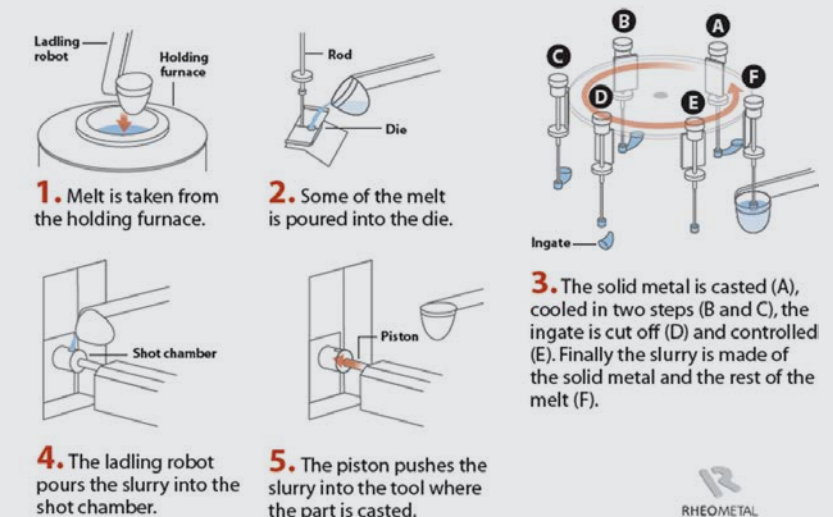 Ladling
robot
Holding
furnace
1. Melt is taken from
the holding furnace.
Rod
Die
2. Some of the melt
is poured into the die.
A
B
C
D
E
F
Ingate
3. The solid metal is casted (A),
cooled in two steps (B and C), the
ingate is cut off (D) and controlled
(E). Finally the slurry is made of
the solid metal and the rest of the
melt (F).
Shot chamber
4. The ladling robot
pours the slurry into the
shot chamber.
Piston
5. The piston pushes the
slurry into the tool where
the part is casted.
RHEOMETAL